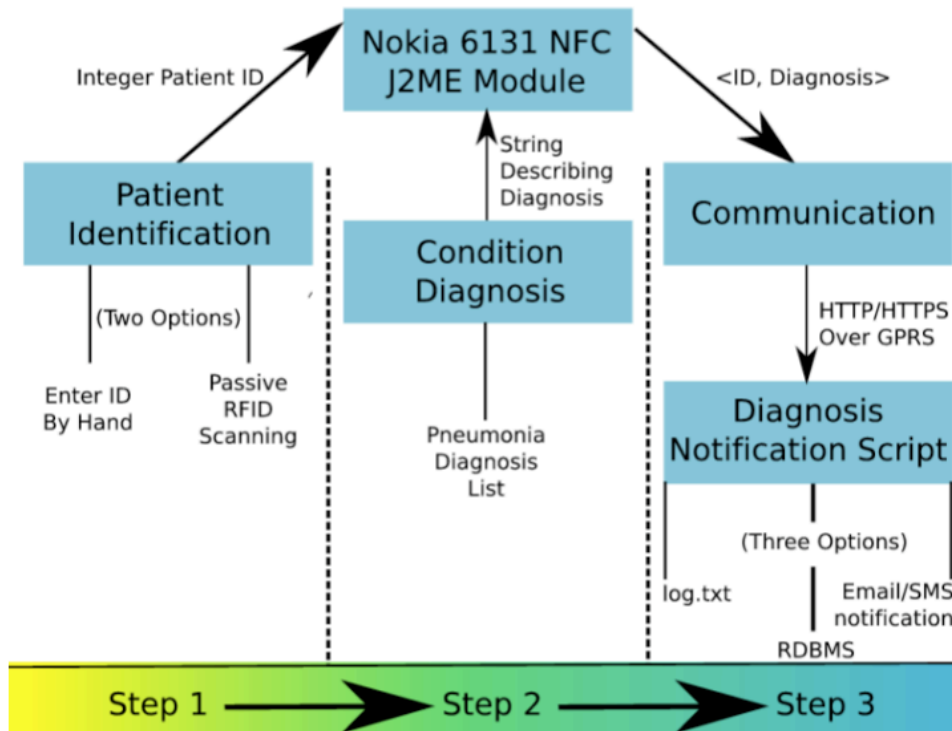 Nokia 6131 NFC
J2ME Module
Integer Patient ID
<ID, Diagnosis>
String
Describing
Diagnosis
Patient
Identification
Condition
Diagnosis
Communication
(Two Options)
HTTP/HTTPS
Over GPRS
Enter ID
By Hand
Passive
RFID
Scanning
Pneumonia
Diagnosis
List
Diagnosis
Notification Script
(Three Options)
log.txt
Email/SMS
notification
RDBMS
Step 1
Step 2
Step 3